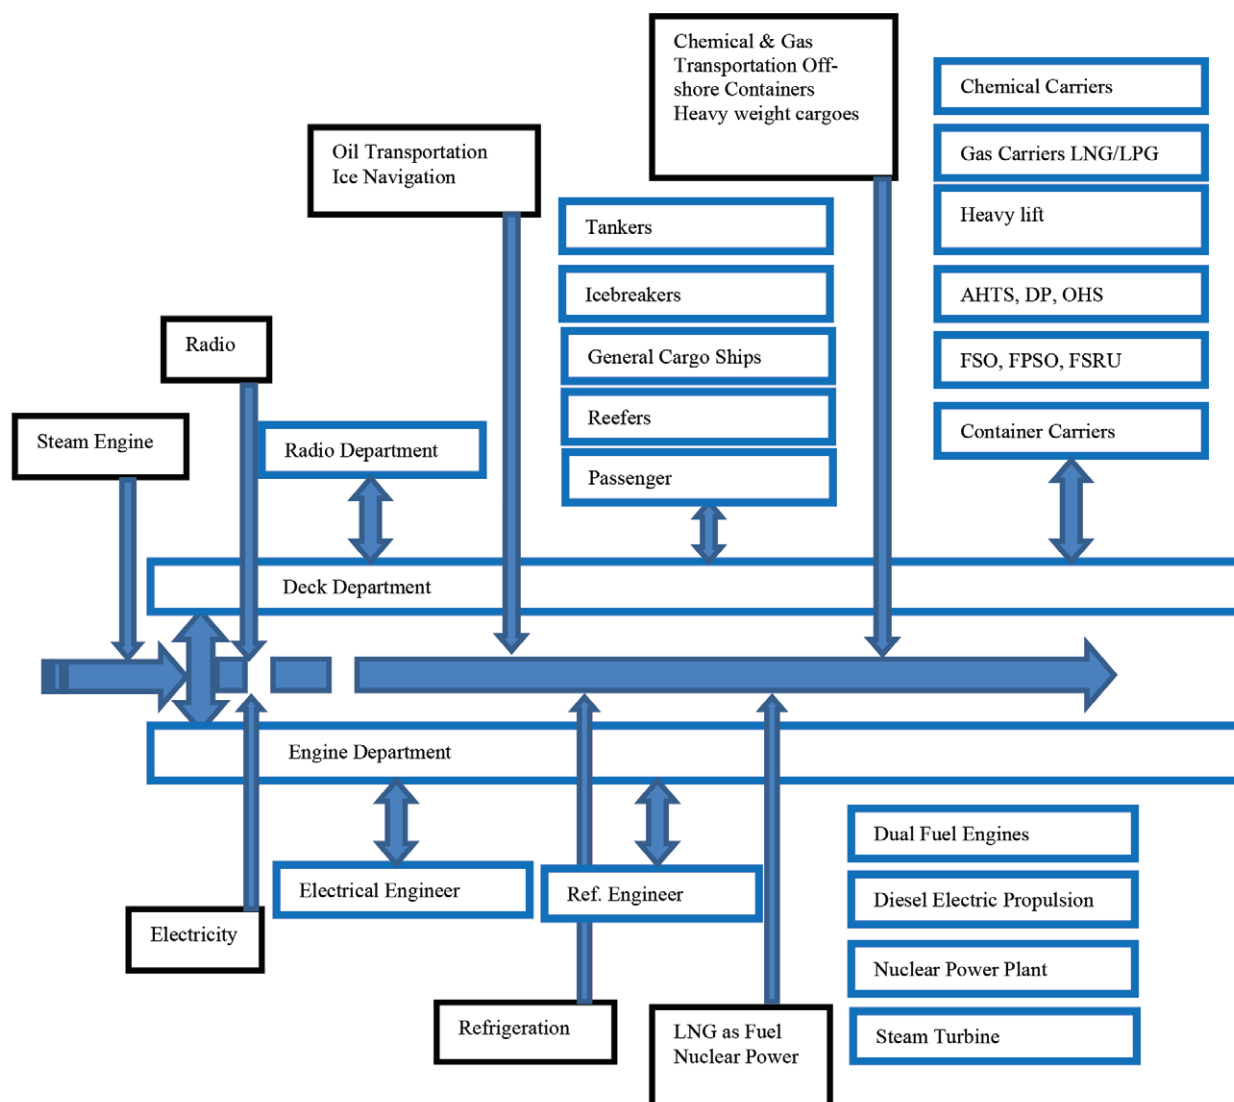 Chemical & Gas
Transportation Off-
shore Containers
Heavy weight cargoes
Chemical Carriers
Oil Transportation
Ice Navigation
Gas Carriers LNG/LPG
Tankers
Heavy lift
Icebreakers
AHTS, DP, OHS
Radio
General Cargo Ships
FSO, FPSO, FSRU
Steam Engine
Radio Department
Reefers
Container Carriers
Passenger
Deck Department
Engine Department
Dual Fuel Engines
Electrical Engineer
Ref. Engineer
Diesel Electric Propulsion
Electricity
Nuclear Power Plant
Refrigeration
LNG as Fuel
Nuclear Power
Steam Turbine